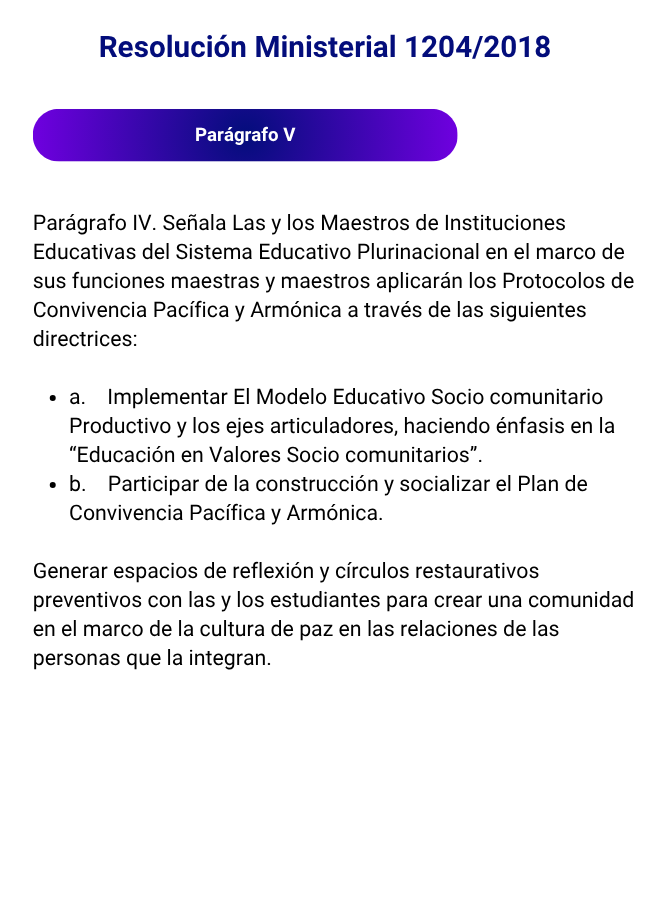 Resolución Ministerial 1204/2018
Parágrafo V
Parágrafo IV. Señala Las y los Maestros de Instituciones
Educativas del Sistema Educativo Plurinacional en el marco de
sus funciones maestras y maestros aplicarán los Protocolos de
Convivencia Pacífica y Armónica a través de las siguientes
directrices:
• a. Implementar El Modelo Educativo Socio comunitario
Productivo y los ejes articuladores, haciendo énfasis en la
“Educación en Valores Socio comunitarios”.
• b. Participar de la construcción y socializar el Plan de
Convivencia Pacífica y Armónica.
Generar espacios de reflexión y círculos restaurativos
preventivos con las y los estudiantes para crear una comunidad
en el marco de la cultura de paz en las relaciones de las
personas que la integran.